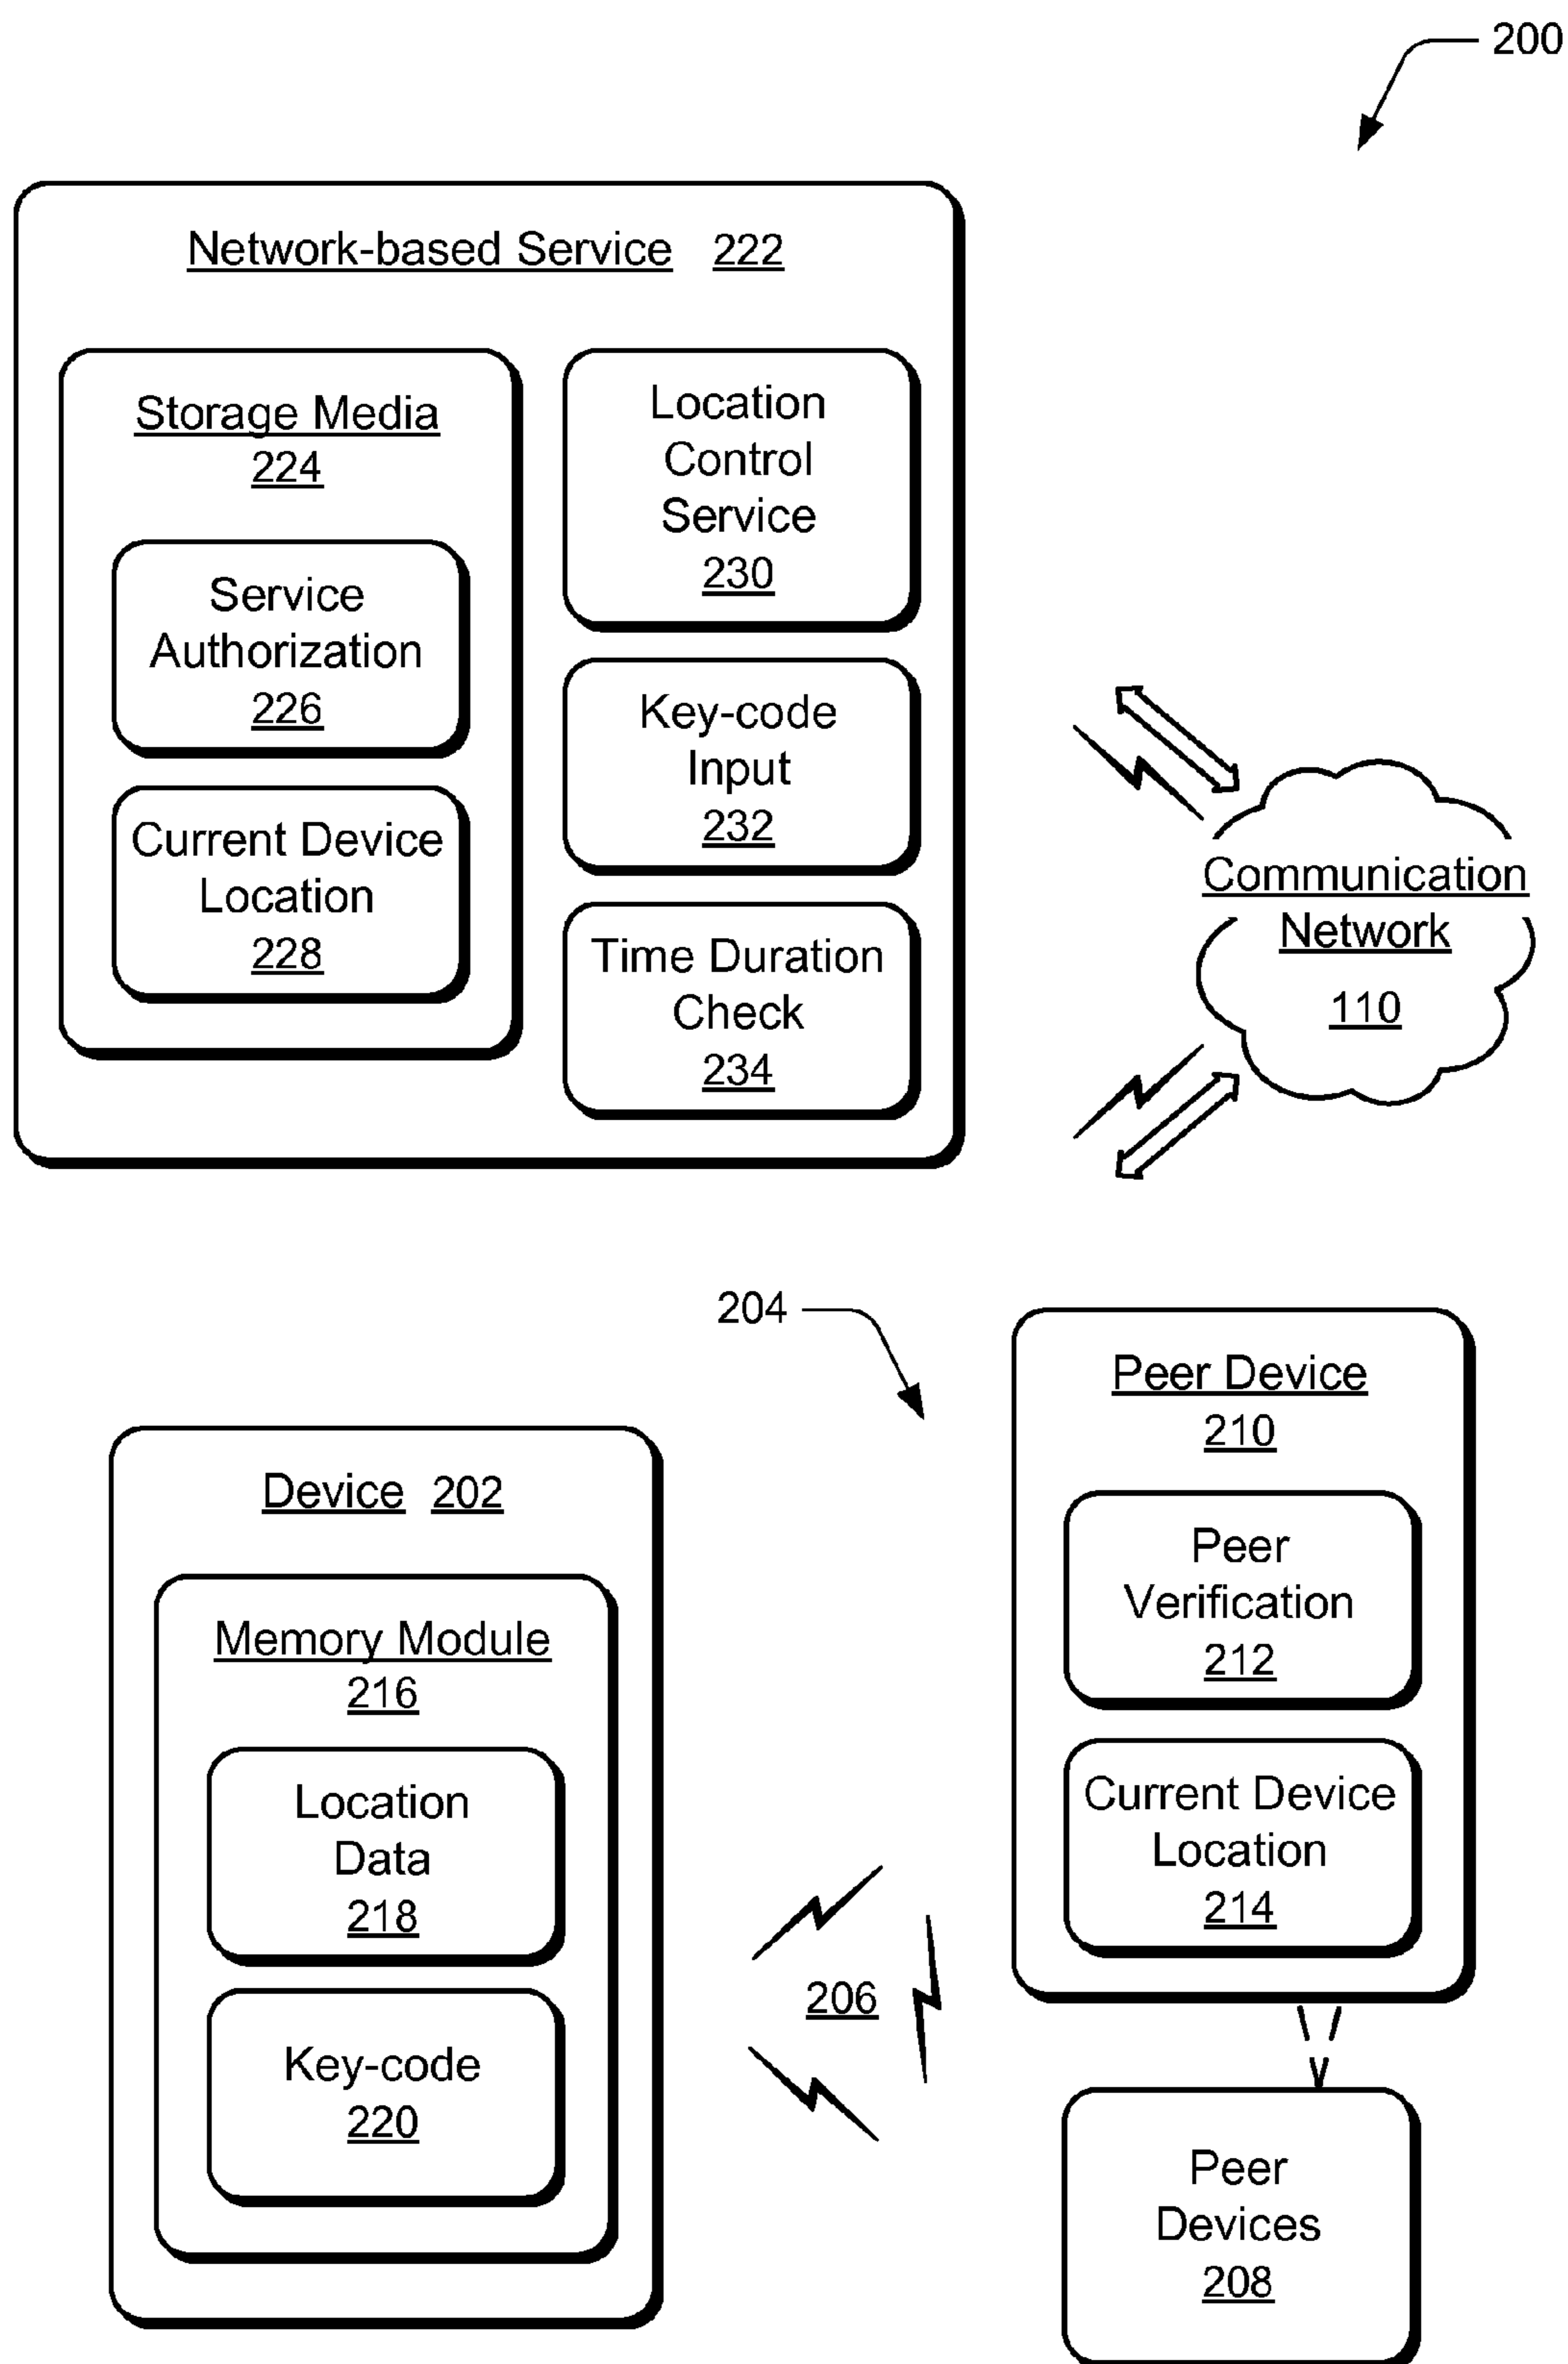 200
Network-based Service 222
Storage Media
224
Service
Authorization
226
Current Device
Location
228
Location
Control
Service
230
Key-code
Input
232
Time Duration
Check
234
Communication
Network
110
204
Device 202
Memory Module
216
Location
Data
218
Key-code
220
206
Peer Device
210
Peer
Verification
212
Current Device
Location
214
Peer
Devices
208